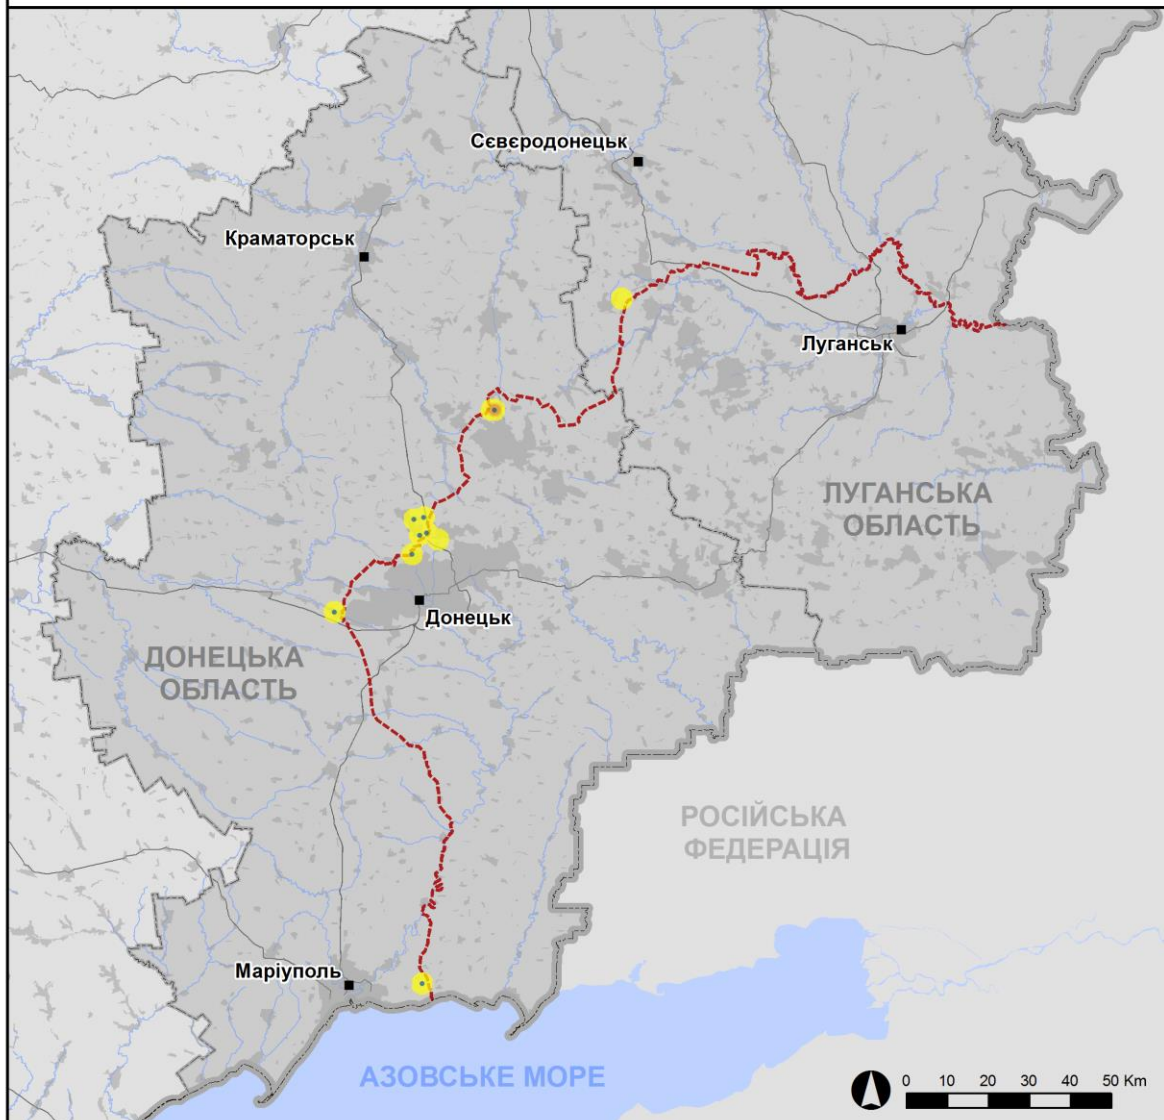 Сєвєродонецьк
Краматорськ
Луганськ
ЛУГАНСЬКА
ОБЛАСТЬ
Донецьк
ДОНЕЦЬКА
ОБЛАСТЬ
РОСІЙСЬКА
ФЕДЕРАЦІЯ
Маріуполь
АЗОВСЬКЕ МОРЕ
0 10 20 30 40 50 Km